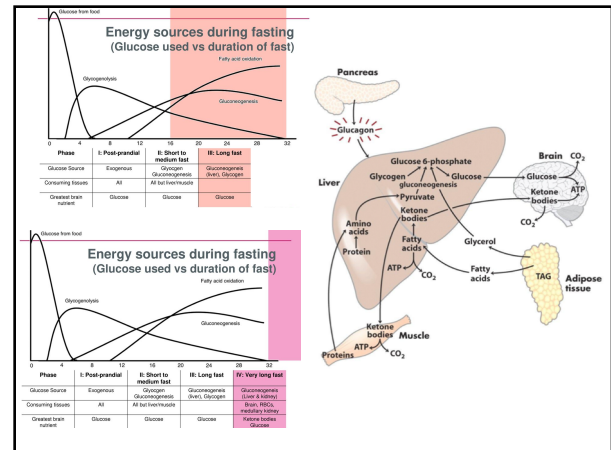 Glucose from food
Energy sources during fasting
(Glucose used vs duration of fast)
Fatty acid oxidation
Glycogenolysis
Gluconeogenesis
0 4 8 12 16 20 24 28 32
Phase I: Post-prandial II: Short to medium fast III: Long fast
Glucose Source Exogenous Glyogen Gluconeogenesis Gluconeogeneis (liver), Glycogen
Consuming tissues All All but liver/muscle
Greatest brain nutrient Glucose Glucose Glucose
Glucose from food
Energy sources during fasting
(Glucose used vs duration of fast)
Fatty acid oxidation
Glycogenolysis
Gluconeogenesis
0 4 8 12 16 20 24 28 32
Phase I: Post-prandial II: Short to medium fast III: Long fast IV: Very long fast
Glucose Source Exogenous Glyogen Gluconeogenesis Gluconeogeneis (liver), Glycogen Gluconeogeneis (Liver & kidney)
Consuming tissues All All but liver/muscle Brain, RBCs, medullary kidney
Greatest brain nutrient Glucose Glucose Glucose Ketone bodies Glucose
Pancreas
Glucagon
Liver
Glucose 6-phosphate
Glycogen
Glucose
gluconeogenesis
Pyruvate
Ketone bodies
Amino acids
Protein
Fatty acids
ATP
CO2
Brain
CO2
Glucose
ATP
Ketone bodies
CO2
Glycerol
Fatty acids
TAG
Adipose tissue
Ketone bodies
Muscle
ATP
CO2
Proteins